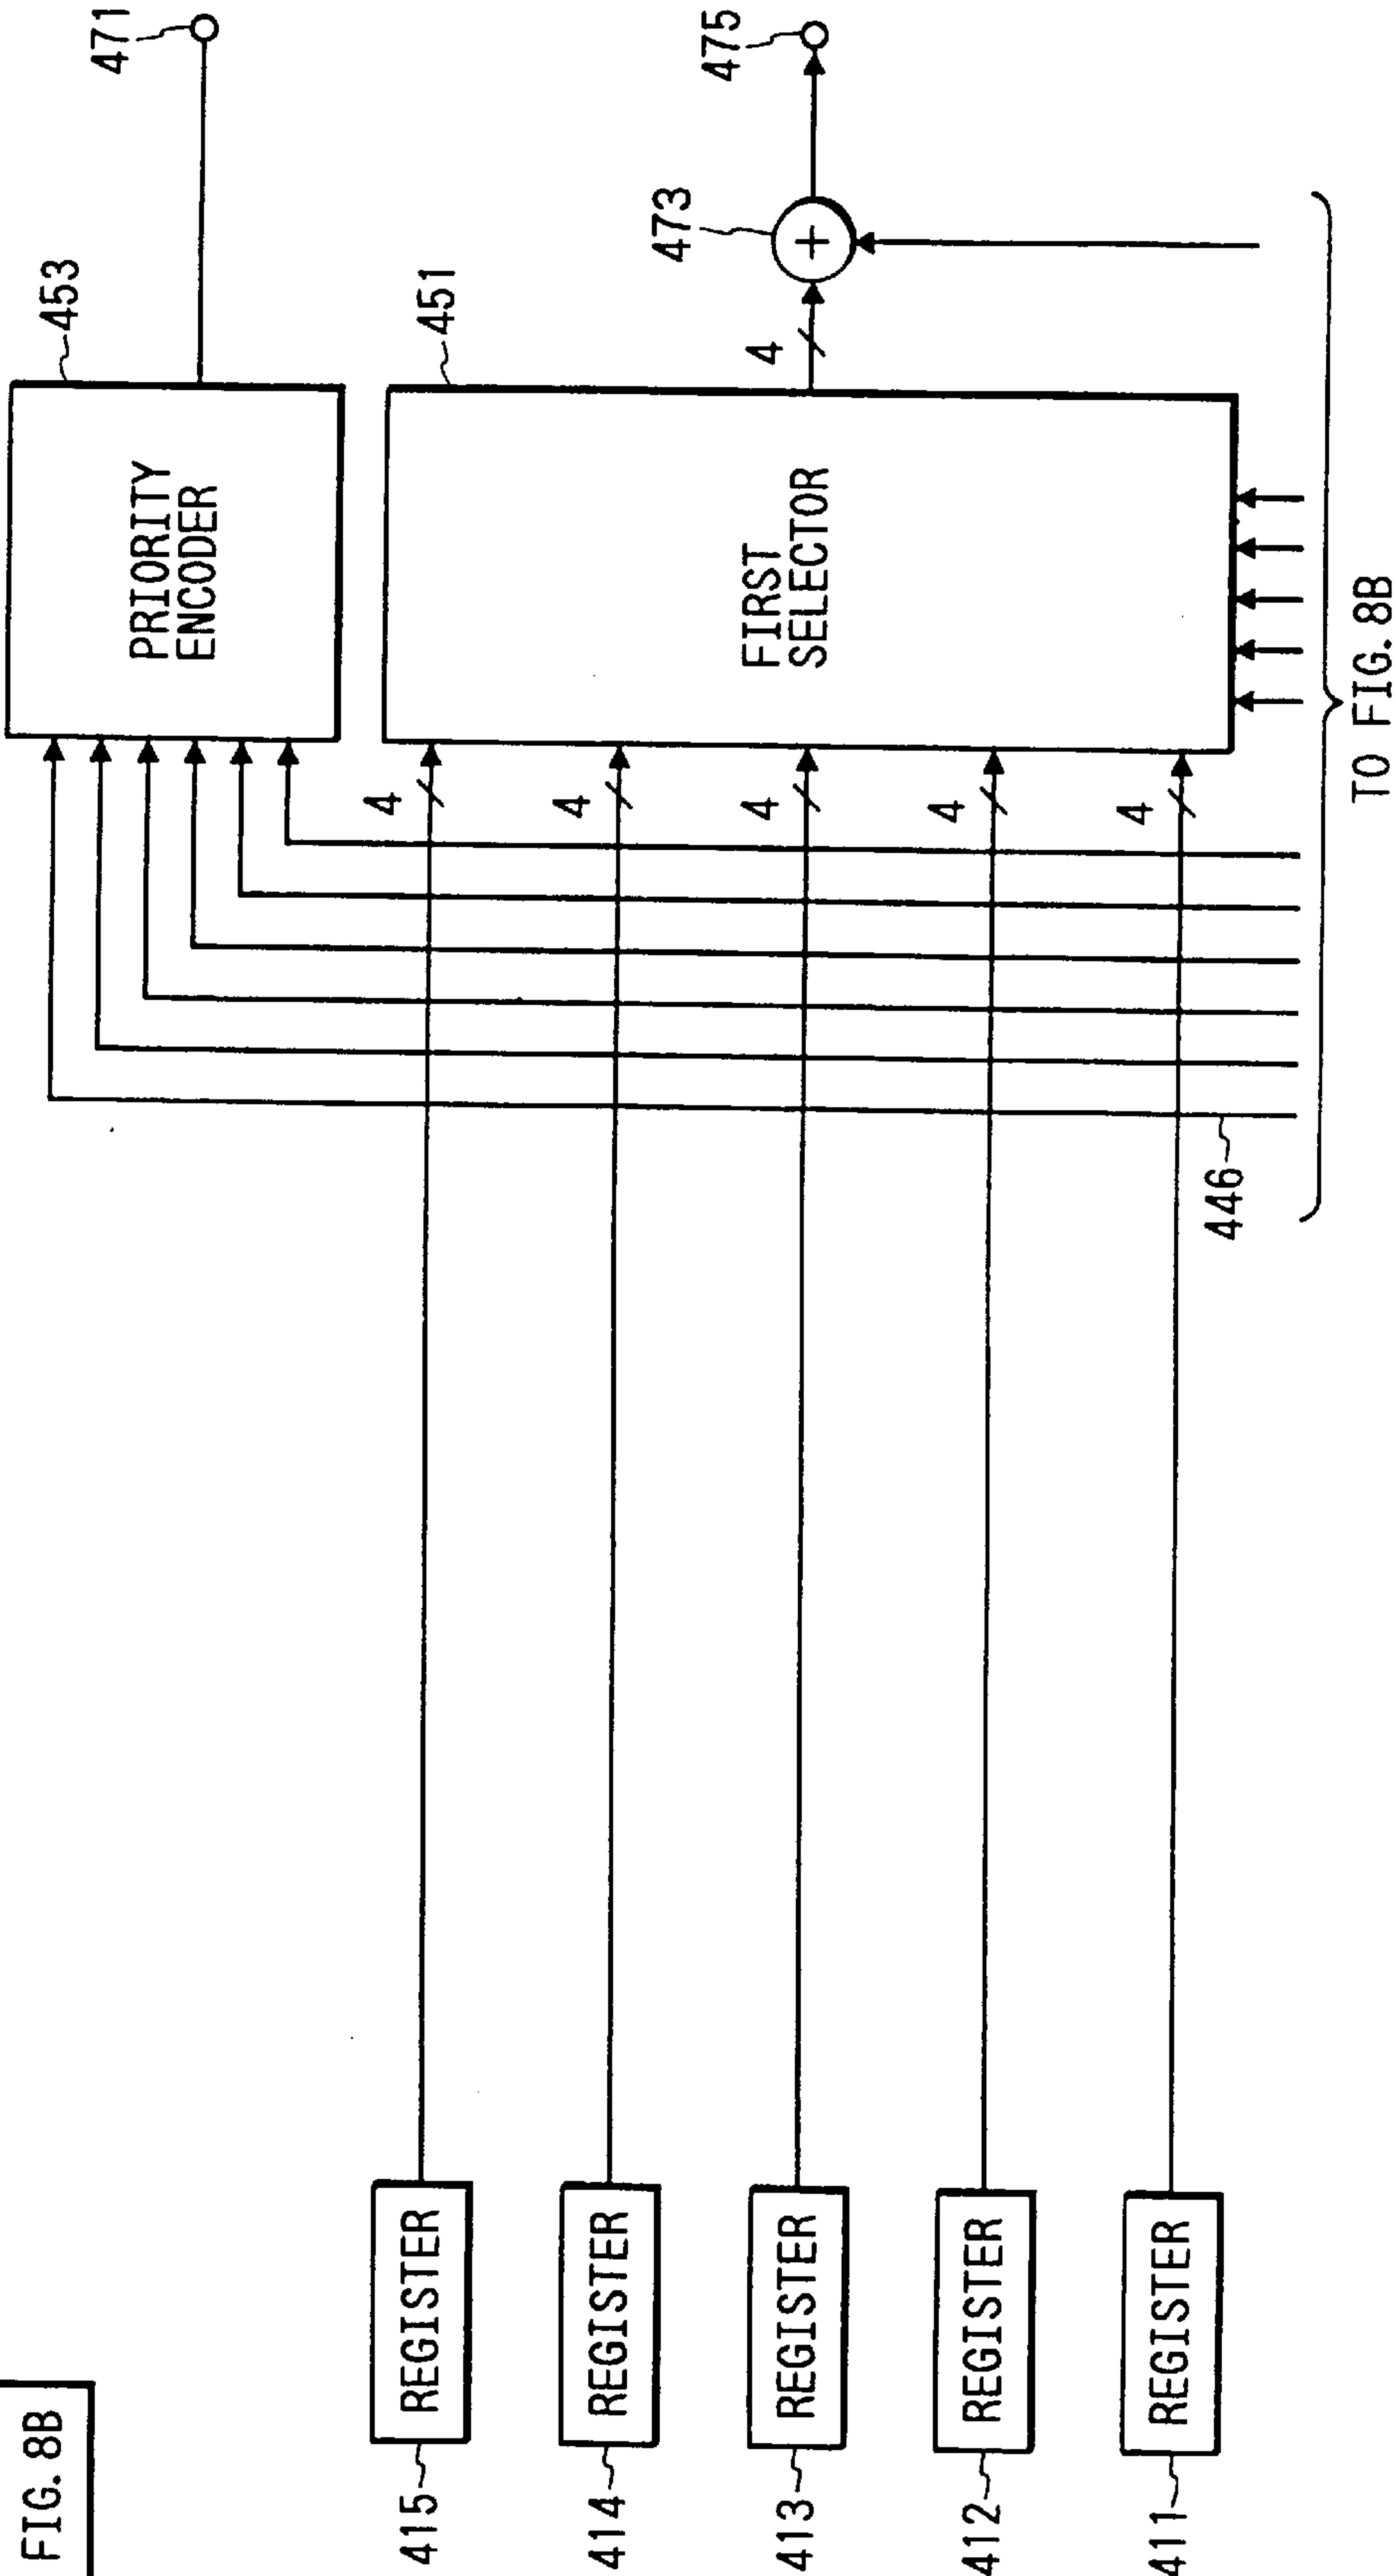 FIG. 8B
471
453
PRIORITY
ENCODER
475
473
451
4
FIRST
SELECTOR
415
REGISTER
4
414
REGISTER
4
413
REGISTER
4
412
REGISTER
4
411
REGISTER
4
446
TO FIG. 8B